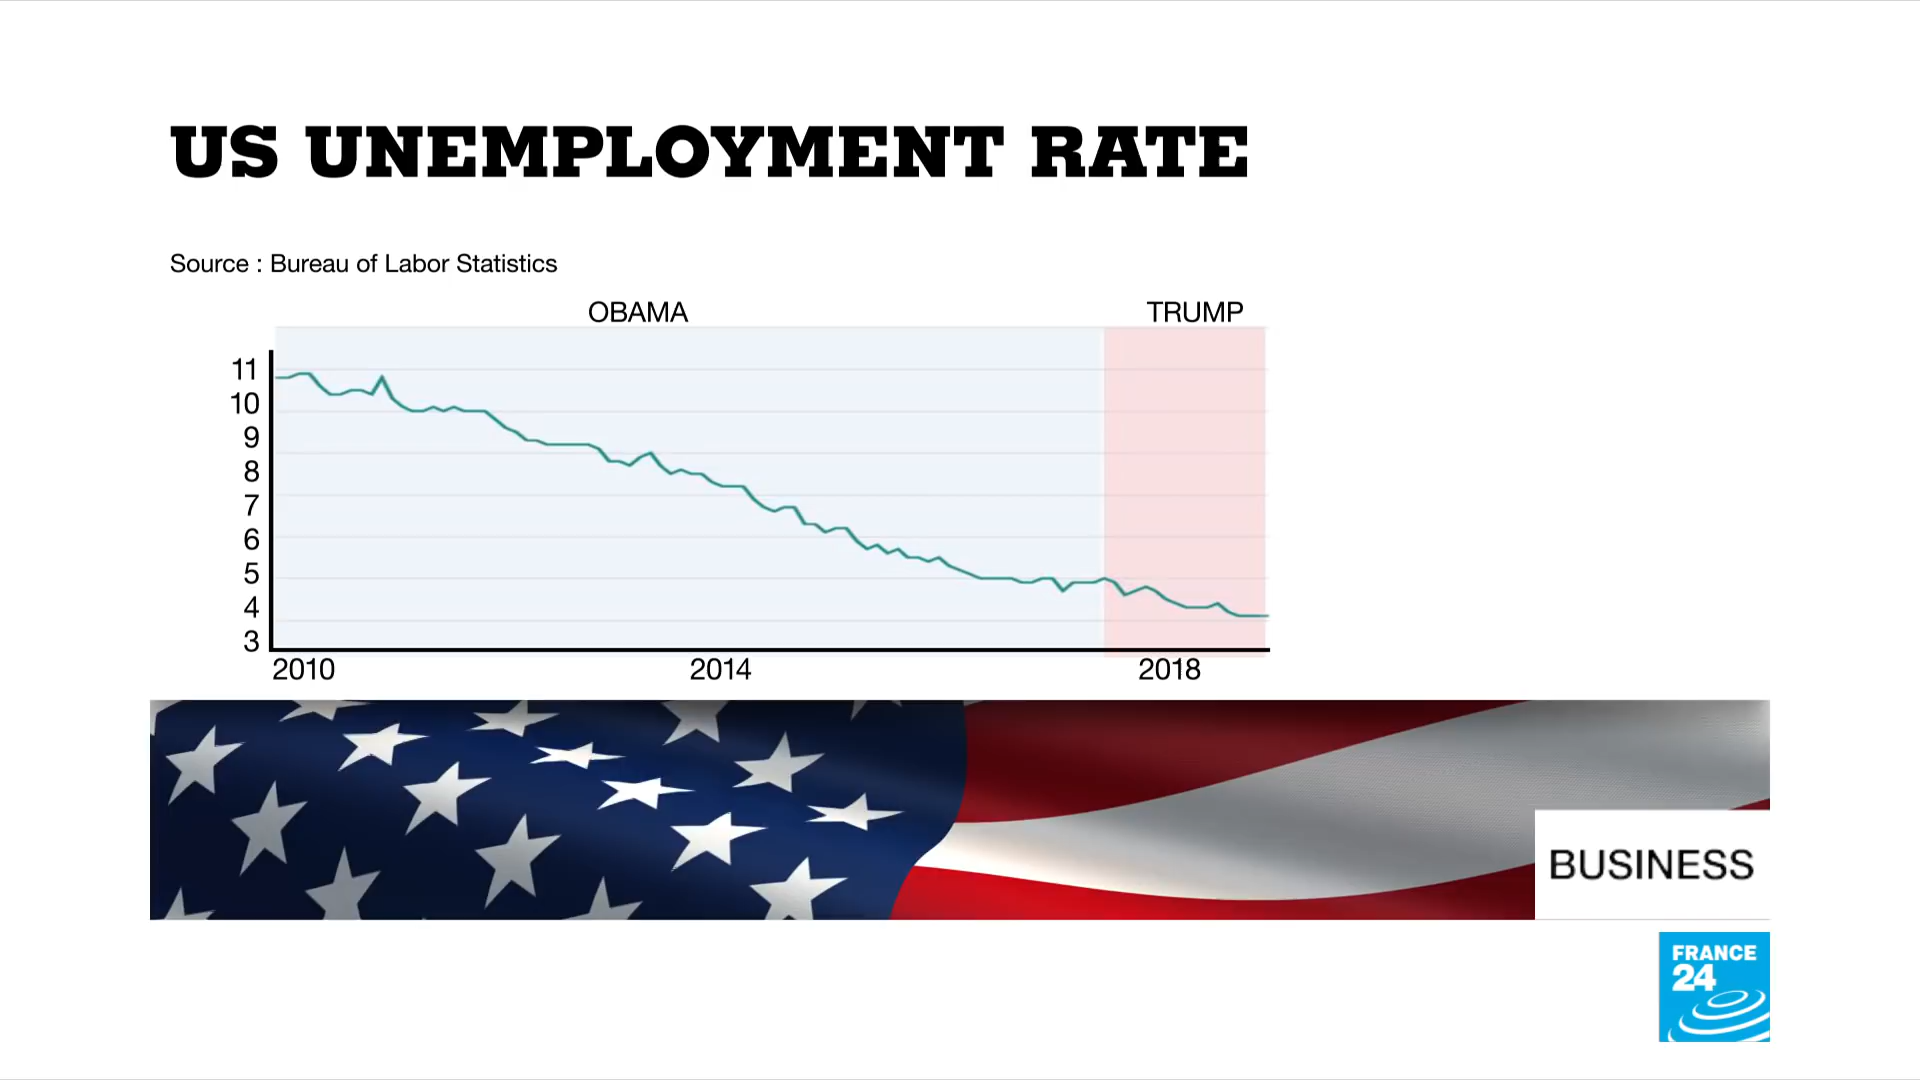 US UNEMPLOYMENT RATE
Source : Bureau of Labor Statistics
OBAMA
TRUMP
11
10
9
8
7
6
5
4
3
2010
2014
2018
BUSINESS
FRANCE
24